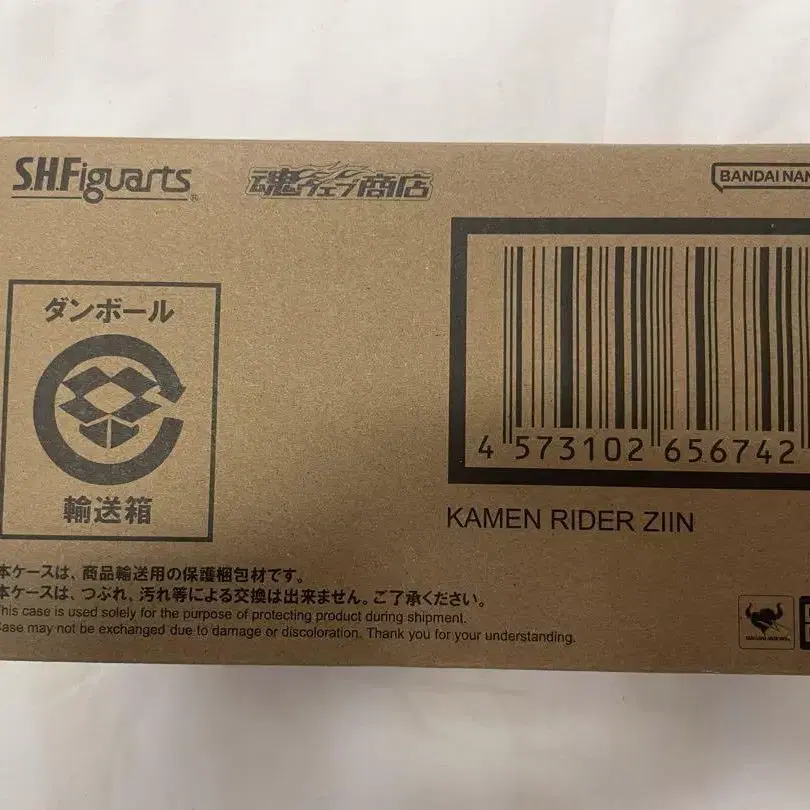 S.H.Figuarts
魂ウェブ商店
BANDAI NAM
ダンボール
輸送箱
4 573102 656742
KAMEN RIDER ZIIN
本ケースは、商品輸送用の保護梱包材です。
本ケースは、つぶれ、汚れ等による交換は出来ません。ご了承ください。
This case is used solely for the purpose of protecting product during shipment.
Case may not be exchanged due to damage or discoloration. Thank you for your understanding.